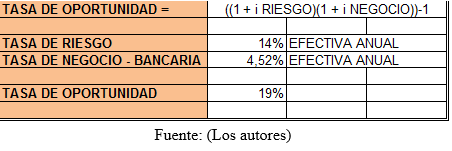 TASA DE OPORTUNIDAD = ((1 + i RIESGO)(1 + i NEGOCIO))-1
TASA DE RIESGO 14% EFECTIVA ANUAL
TASA DE NEGOCIO - BANCARIA 4,52% EFECTIVA ANUAL
TASA DE OPORTUNIDAD 19%
Fuente: (Los autores)